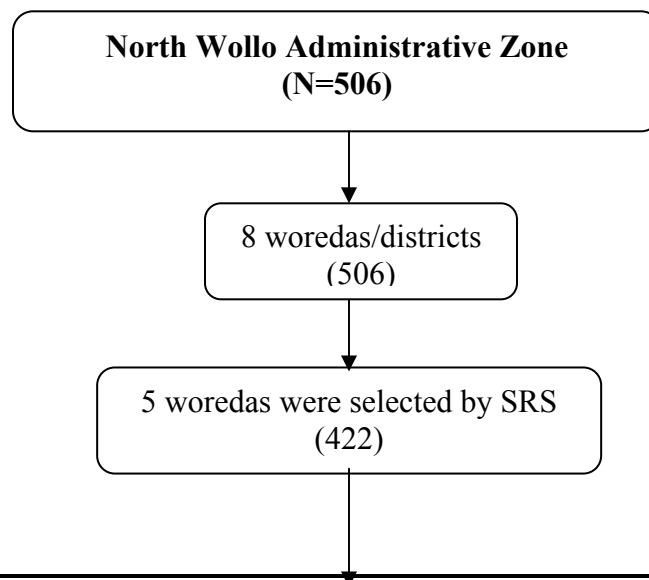 North Wollo Administrative Zone
(N=506)
8 woredas/districts
(506)
5 woredas were selected by SRS
(422)